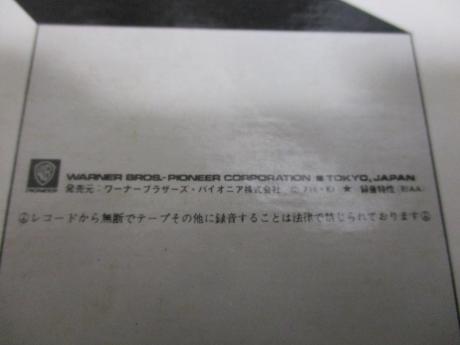 WARNER BROS.-PIONEER CORPORATION ■ TOKYO, JAPAN
PIONEER
発売元:ワーナーブラザーズ・パイオニア株式会社 ★ 録音特性(RIAA)
レコードから無断でテープその他に録音することは法律で禁じられております